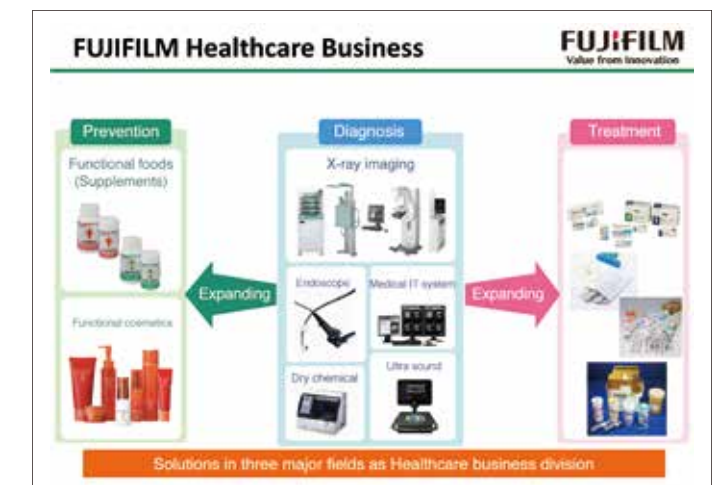 FUJIFILM Healthcare Business
FUJIFILM
Value from Innovation
Prevention
Functional foods
(Supplements)
Functional cosmetics
Expanding
Diagnosis
X-ray imaging
Endoscope
Medical IT system
Dry chemical
Ultra sound
Expanding
Treatment
Solutions in three major fields as Healthcare business division